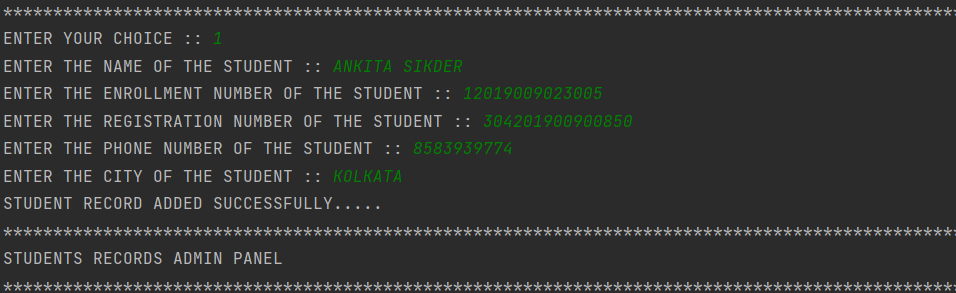 ************************************************************************************************
ENTER YOUR CHOICE :: 1
ENTER THE NAME OF THE STUDENT :: ANKITA SIKDER
ENTER THE ENROLLMENT NUMBER OF THE STUDENT :: 12019009023005
ENTER THE REGISTRATION NUMBER OF THE STUDENT :: 304201900900850
ENTER THE PHONE NUMBER OF THE STUDENT :: 8583939774
ENTER THE CITY OF THE STUDENT :: KOLKATA
STUDENT RECORD ADDED SUCCESSFULLY.....
************************************************************************************************
STUDENTS RECORDS ADMIN PANEL
************************************************************************************************